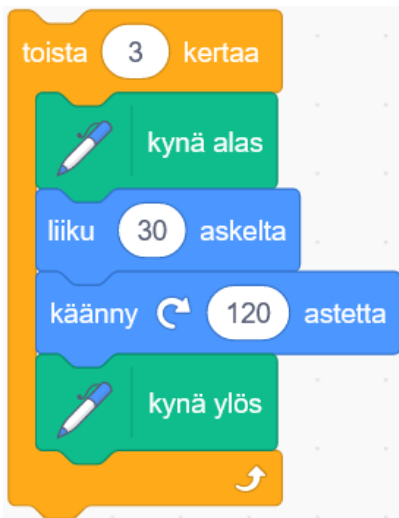 toista 3 kertaa
kynä alas
liiku 30 askelta
käänny 120 astetta
kynä ylös